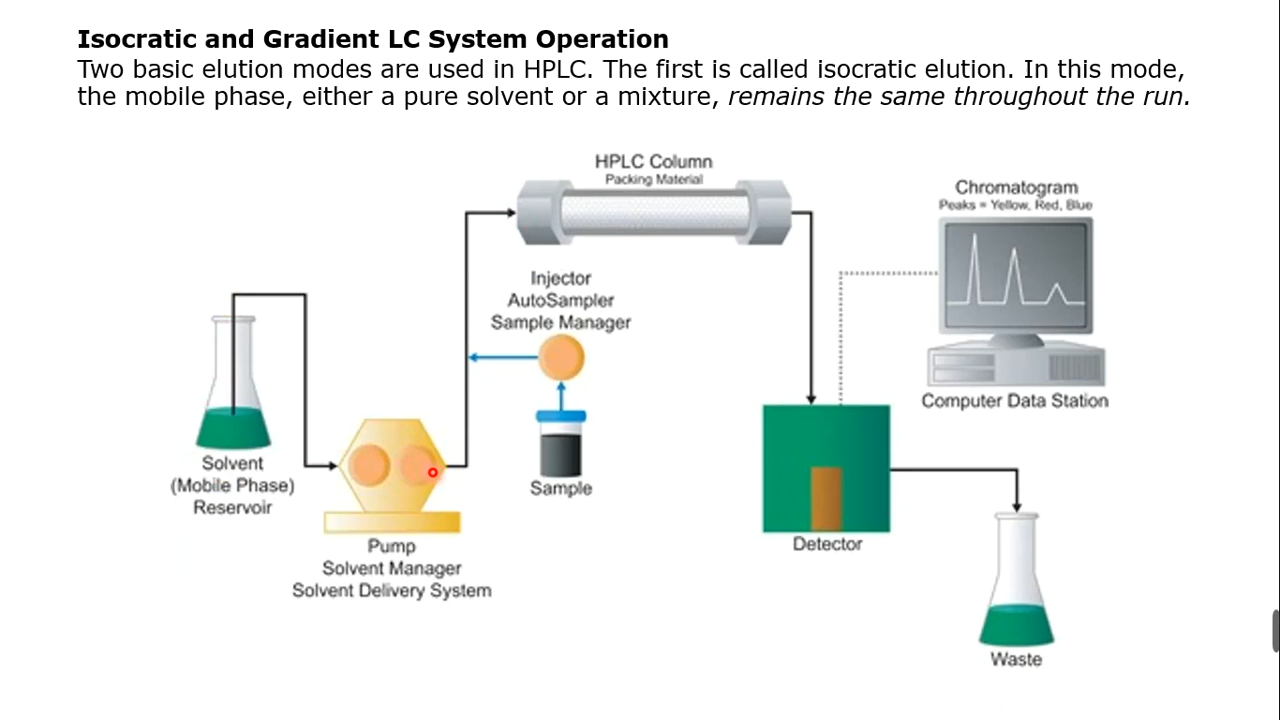 Isocratic and Gradient LC System Operation
Two basic elution modes are used in HPLC. The first is called isocratic elution. In this mode,
the mobile phase, either a pure solvent or a mixture, remains the same throughout the run.
HPLC Column
Packing Material
Chromatogram
Peaks = Yellow, Red, Blue
Injector
AutoSampler
Sample Manager
Computer Data Station
Solvent
(Mobile Phase)
Reservoir
Sample
Pump
Solvent Manager
Solvent Delivery System
Detector
Waste